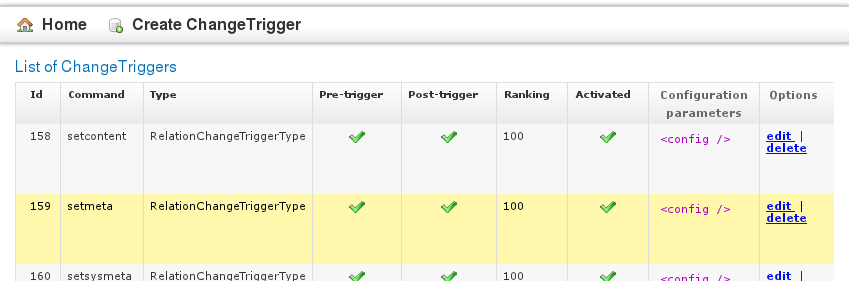 Home Create ChangeTrigger
List of ChangeTriggers
Id Command Type Pre-trigger Post-trigger Ranking Activated Configuration parameters Options
158 setcontent RelationChangeTriggerType 100 <config /> edit | delete
159 setmeta RelationChangeTriggerType 100 <config /> edit | delete
160 setsysmeta RelationChangeTriggerType 100 <config /> edit |